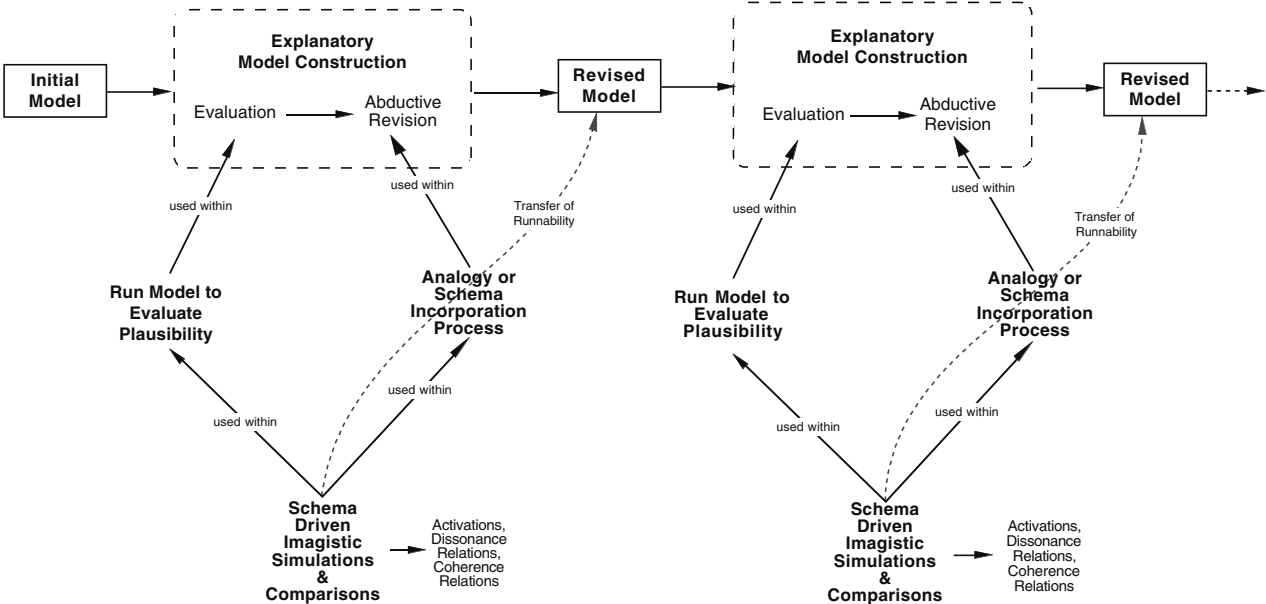 Initial
Model
Explanatory
Model Construction
Evaluation
Abductive
Revision
Revised
Model
used within
used within
Transfer of
Runnability
Run Model to
Evaluate
Plausibility
Analogy or
Schema
Incorporation
Process
used within
used within
Schema
Driven
Imagistic
Simulations
&
Comparisons
Activations,
Dissonance
Relations,
Coherence
Relations
Explanatory
Model Construction
Evaluation
Abductive
Revision
Revised
Model
used within
used within
Transfer of
Runnability
Run Model to
Evaluate
Plausibility
Analogy or
Schema
Incorporation
Process
used within
used within
Schema
Driven
Imagistic
Simulations
&
Comparisons
Activations,
Dissonance
Relations,
Coherence
Relations